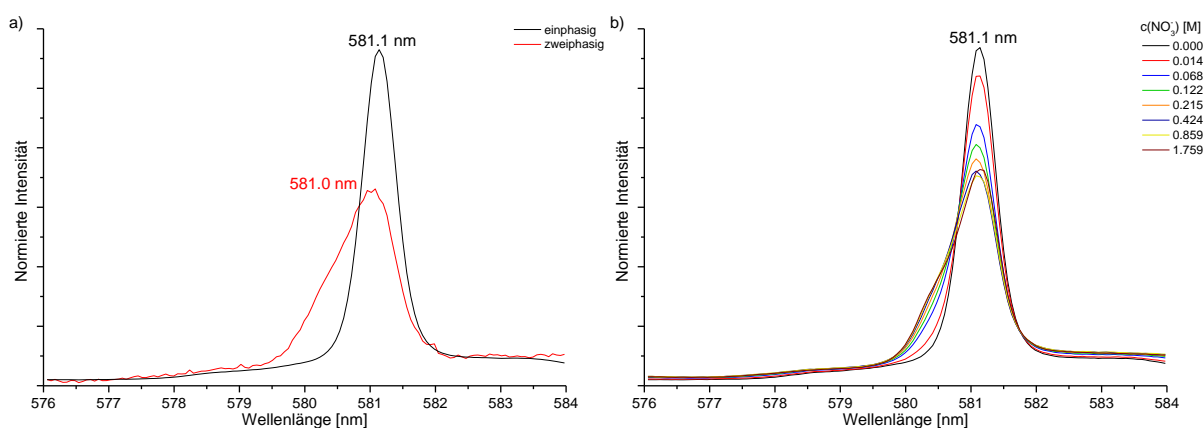 a)
einphasig
zweiphasig
581.1 nm
581.0 nm
Normierte Intensität
576 577 578 579 580 581 582 583 584
Wellenlänge [nm]
b)
c(NO₃⁻) [M]
0.000
0.014
0.068
0.122
0.215
0.424
0.859
1.759
581.1 nm
Normierte Intensität
576 577 578 579 580 581 582 583 584
Wellenlänge [nm]